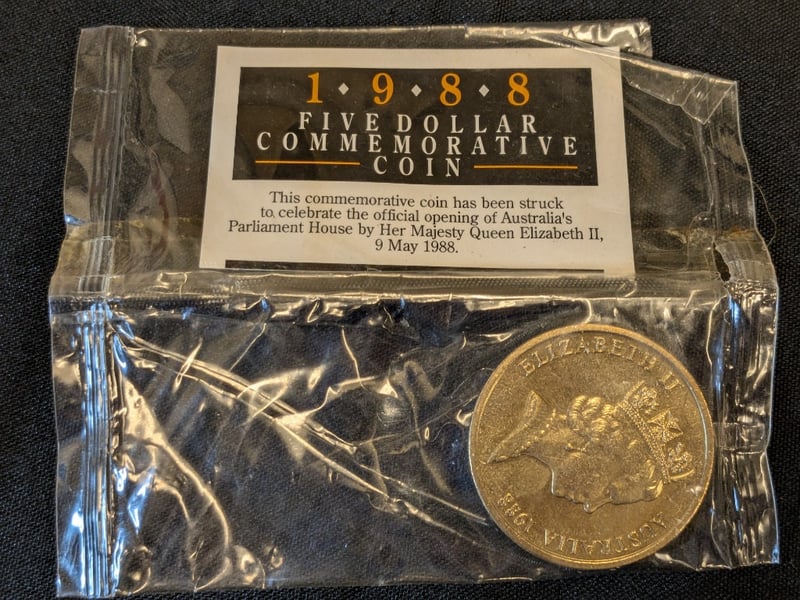 1 ⬥ 9 ⬥ 8 ⬥ 8
FIVE DOLLAR
COMMEMORATIVE
COIN
This commemorative coin has been struck
to celebrate the official opening of Australia's
Parliament House by Her Majesty Queen Elizabeth II,
9 May 1988.
ELIZABETH II
AUSTRALIA 1988